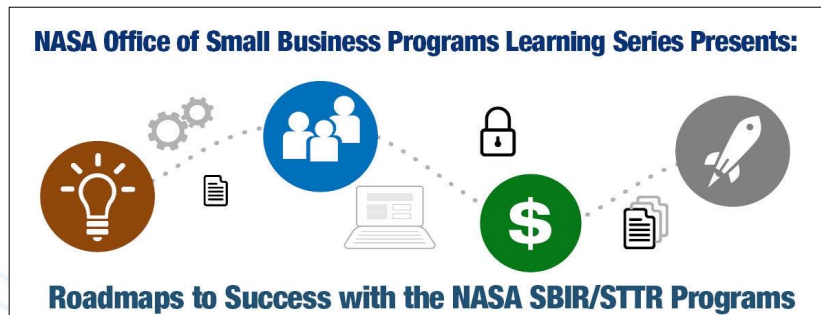 NASA Office of Small Business Programs Learning Series Presents:
$
Roadmaps to Success with the NASA SBIR/STTR Programs